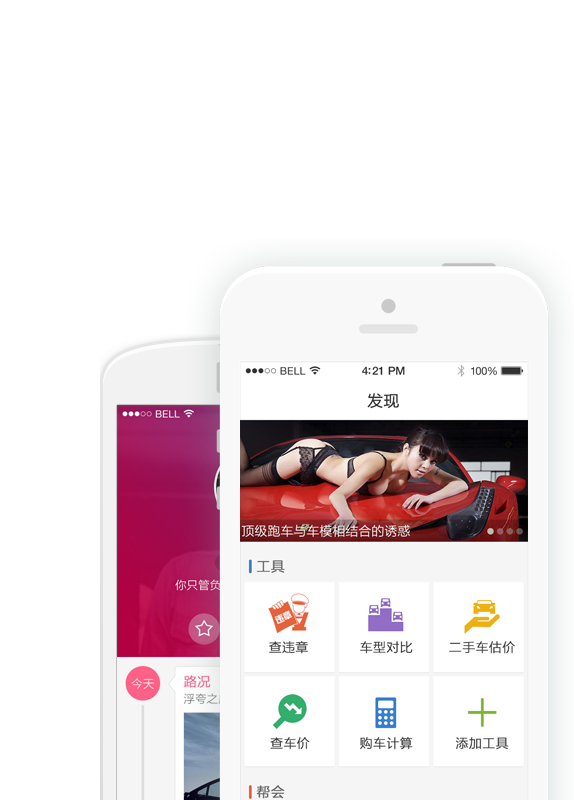 BELL
4:21 PM
100%
发现
顶级跑车与车模相结合的诱惑
工具
查违章
车型对比
二手车估价
查车价
购车计算
添加工具
帮会
BELL
你只管负
今天
路况
浮夸之
违章